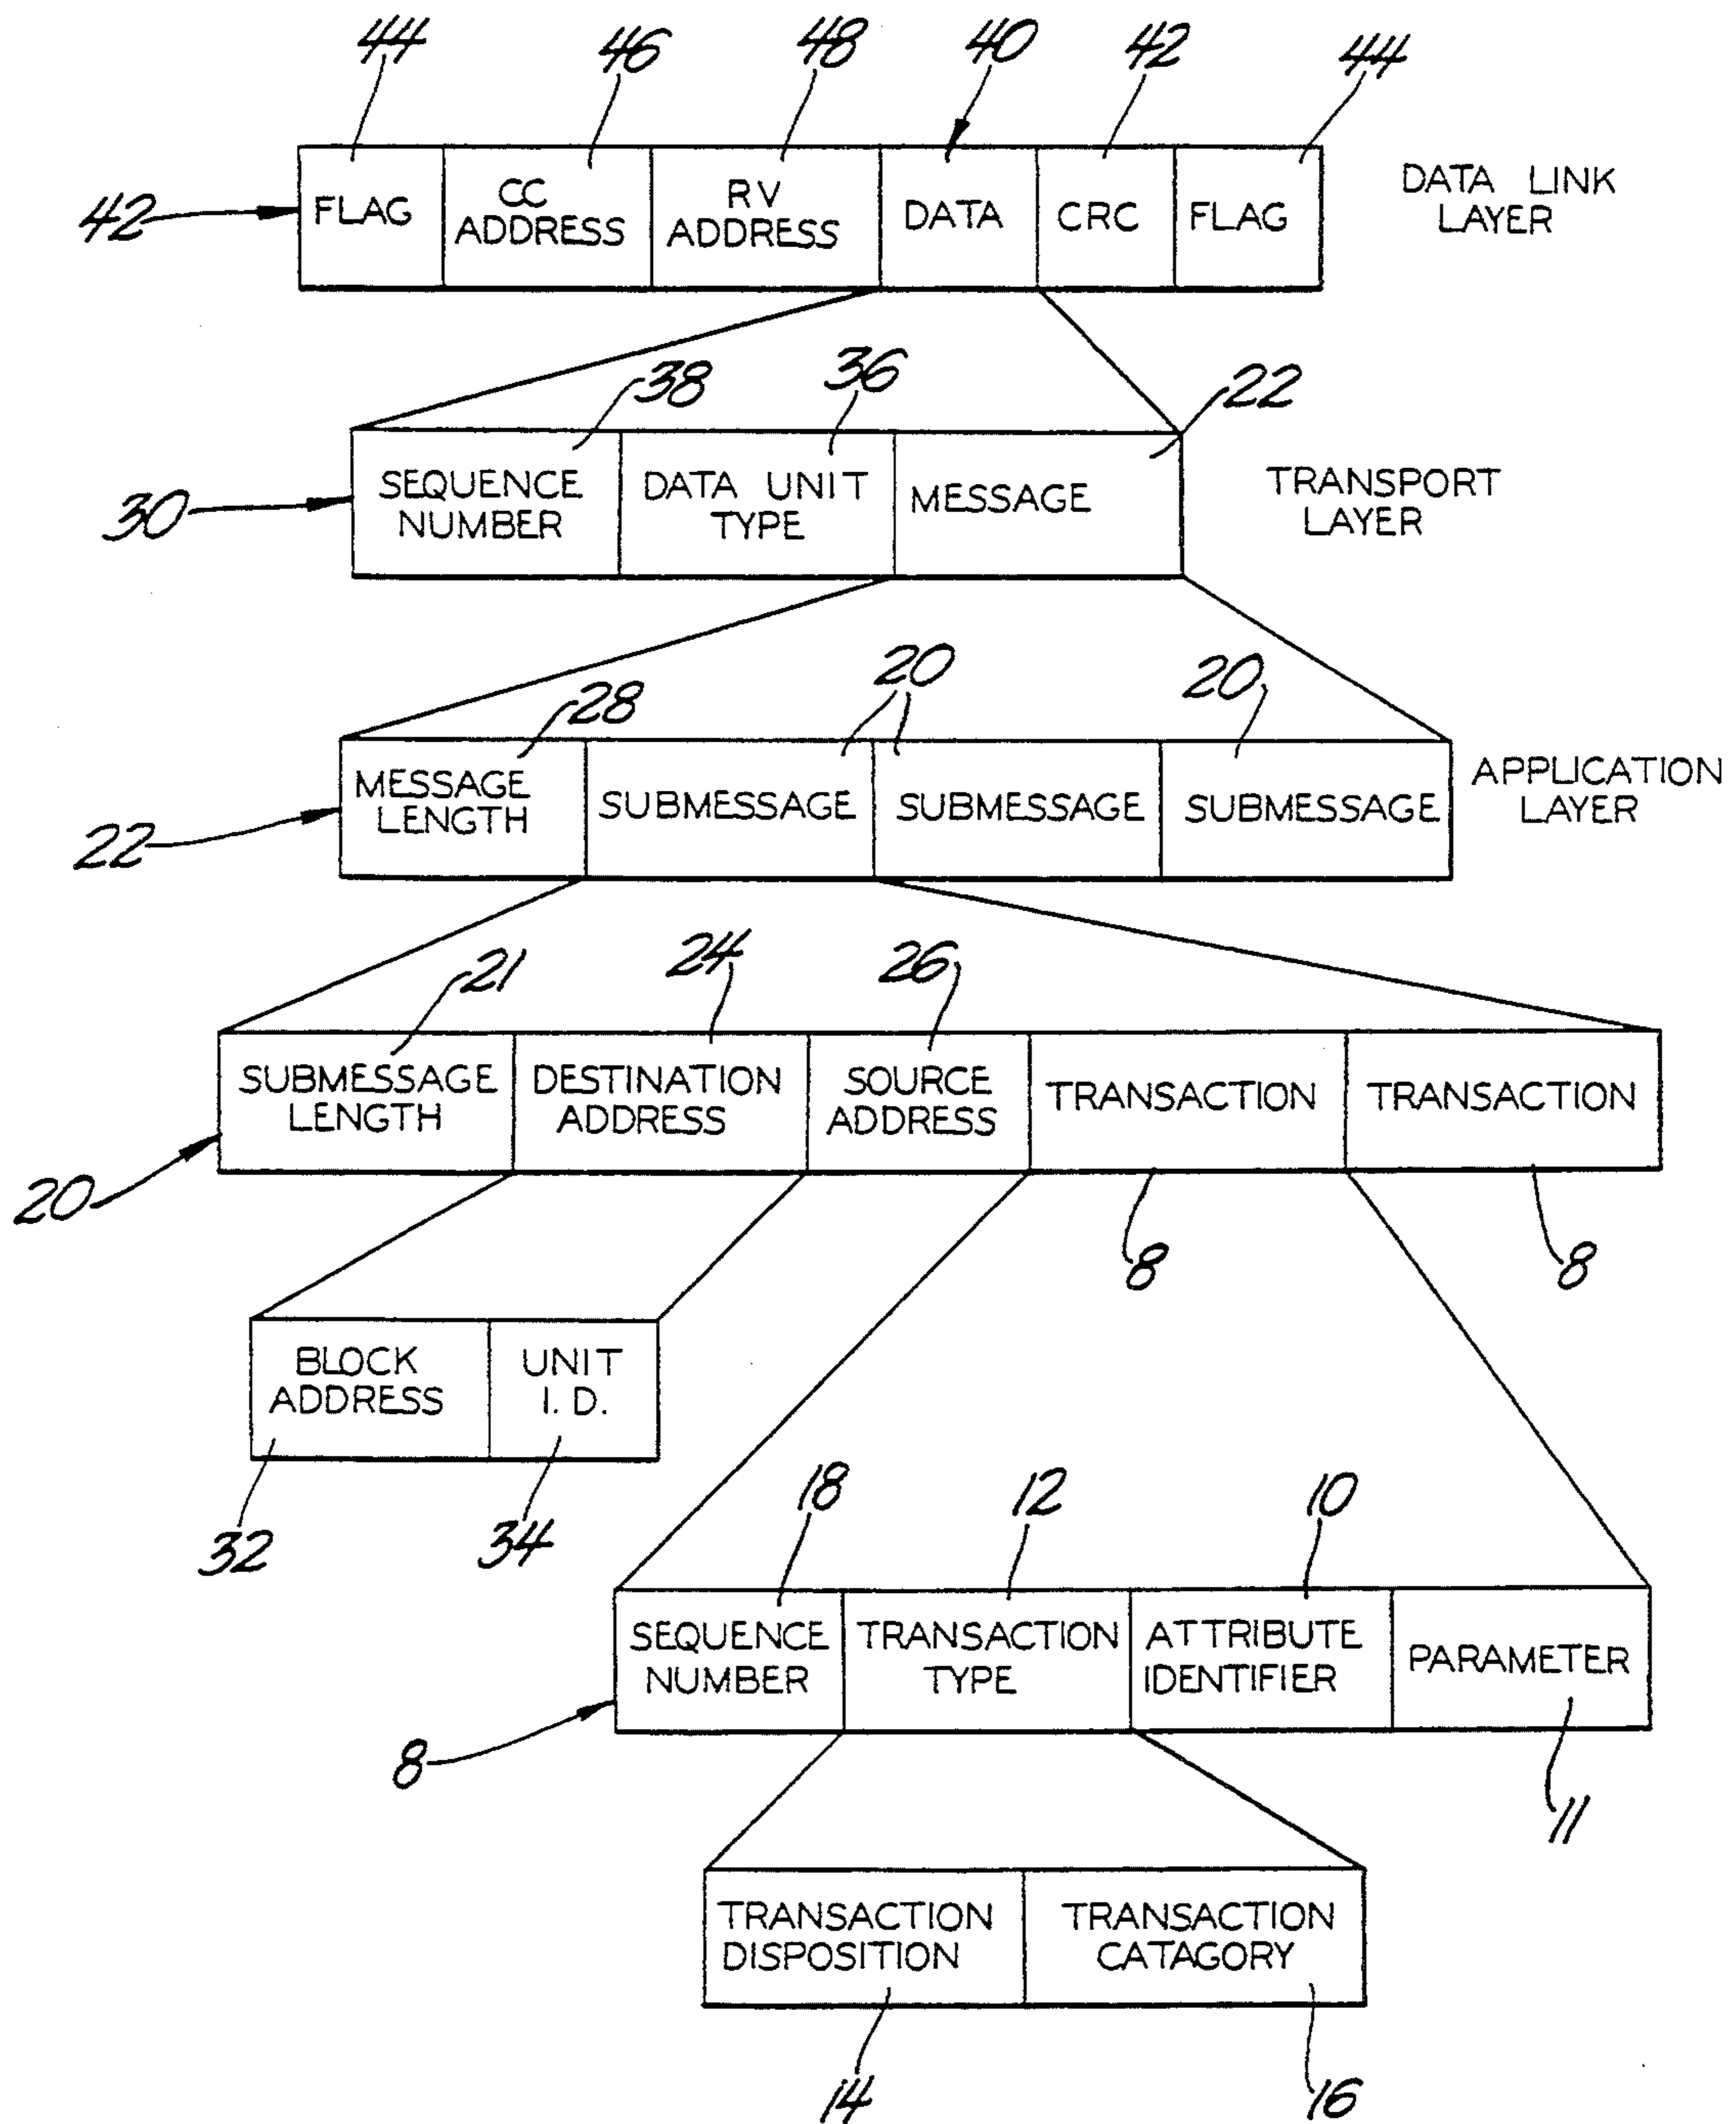 44 46 48 40 42 44
42 FLAG CC ADDRESS RV ADDRESS DATA CRC FLAG DATA LINK LAYER
38 36 22
30 SEQUENCE NUMBER DATA UNIT TYPE MESSAGE TRANSPORT LAYER
28 20 20
22 MESSAGE LENGTH SUBMESSAGE SUBMESSAGE SUBMESSAGE APPLICATION LAYER
21 24 26
20 SUBMESSAGE LENGTH DESTINATION ADDRESS SOURCE ADDRESS TRANSACTION TRANSACTION
8 8
BLOCK ADDRESS UNIT I.D.
32 34
18 12 10
8 SEQUENCE NUMBER TRANSACTION TYPE ATTRIBUTE IDENTIFIER PARAMETER
11
TRANSACTION DISPOSITION TRANSACTION CATAGORY
14 16